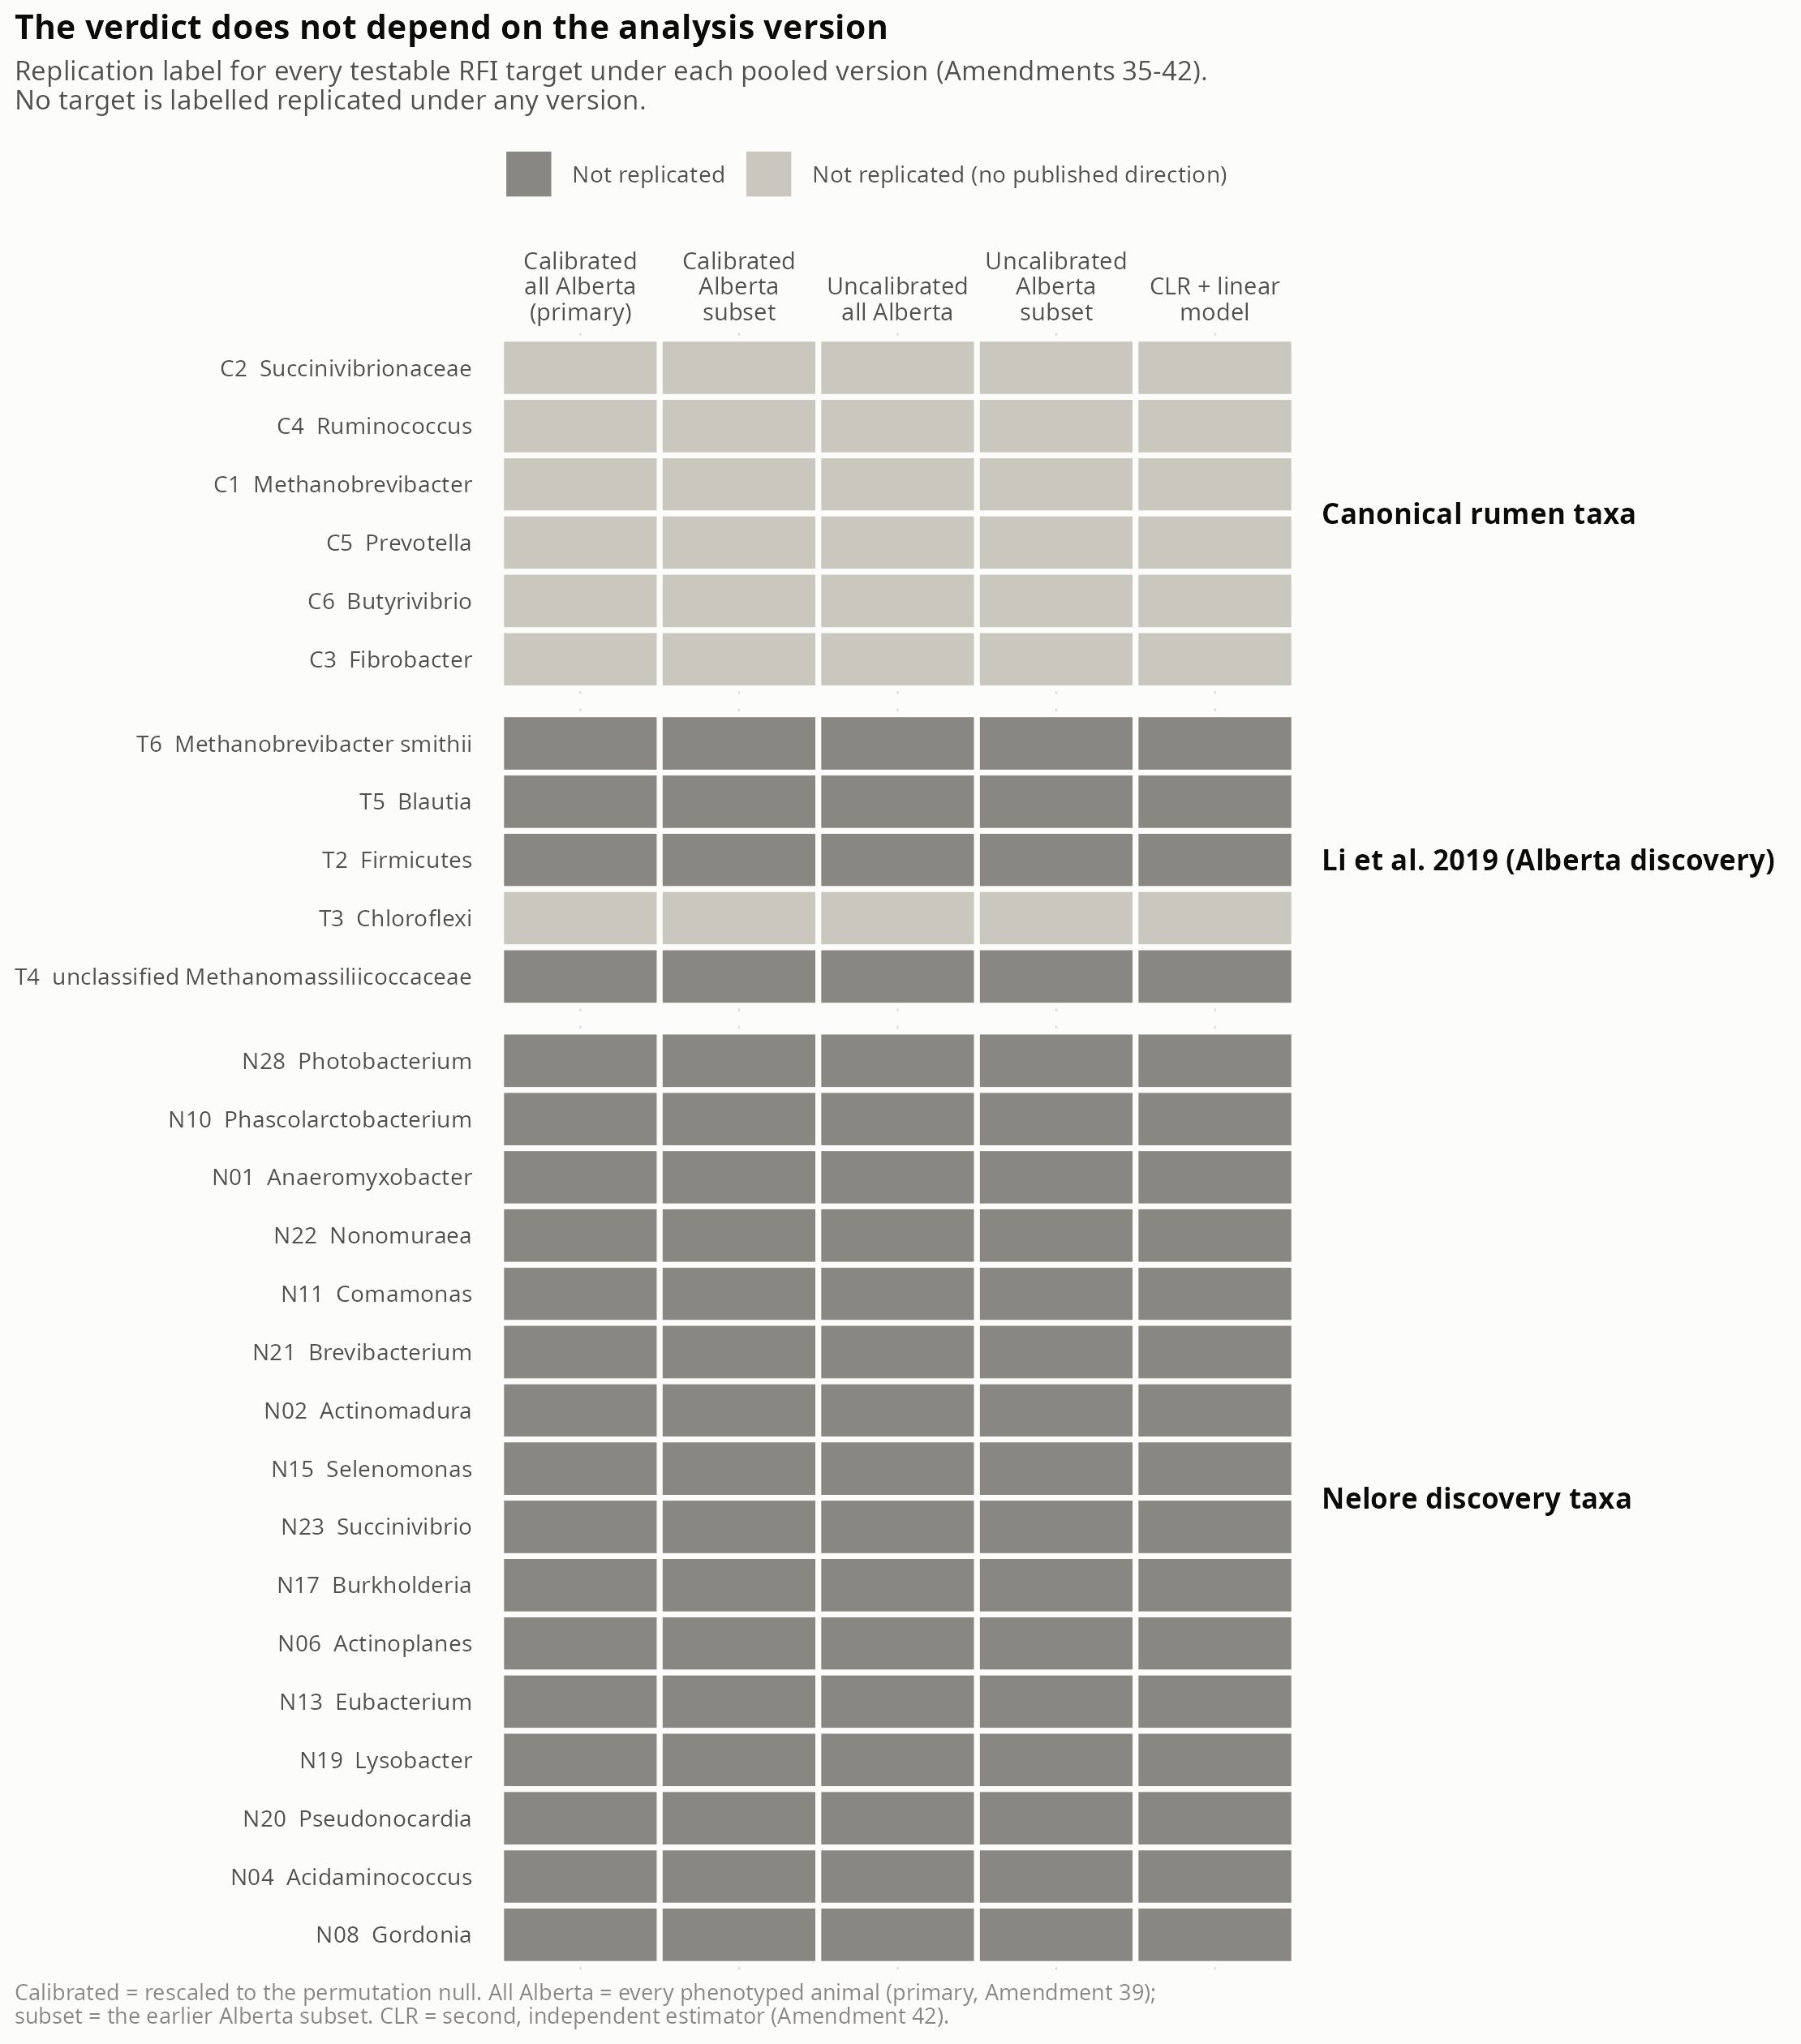 The verdict does not depend on the analysis version
Replication label for every testable RFI target under each pooled version (Amendments 35-42).
No target is labelled replicated under any version.
Not replicated
Not replicated (no published direction)
Calibrated
all Alberta
(primary)
Calibrated
Alberta
subset
Uncalibrated
all Alberta
Uncalibrated
Alberta
subset
CLR + linear
model
C2 Succinivibrionaceae
C4 Ruminococcus
C1 Methanobrevibacter
C5 Prevotella
C6 Butyrivibrio
C3 Fibrobacter
Canonical rumen taxa
T6 Methanobrevibacter smithii
T5 Blautia
T2 Firmicutes
T3 Chloroflexi
T4 unclassified Methanomassiliicoccaceae
Li et al. 2019 (Alberta discovery)
N28 Photobacterium
N10 Phascolarctobacterium
N01 Anaeromyxobacter
N22 Nonomuraea
N11 Comamonas
N21 Brevibacterium
N02 Actinomadura
N15 Selenomonas
N23 Succinivibrio
N17 Burkholderia
N06 Actinoplanes
N13 Eubacterium
N19 Lysobacter
N20 Pseudonocardia
N04 Acidaminococcus
N08 Gordonia
Nelore discovery taxa
Calibrated = rescaled to the permutation null. All Alberta = every phenotyped animal (primary, Amendment 39);
subset = the earlier Alberta subset. CLR = second, independent estimator (Amendment 42).